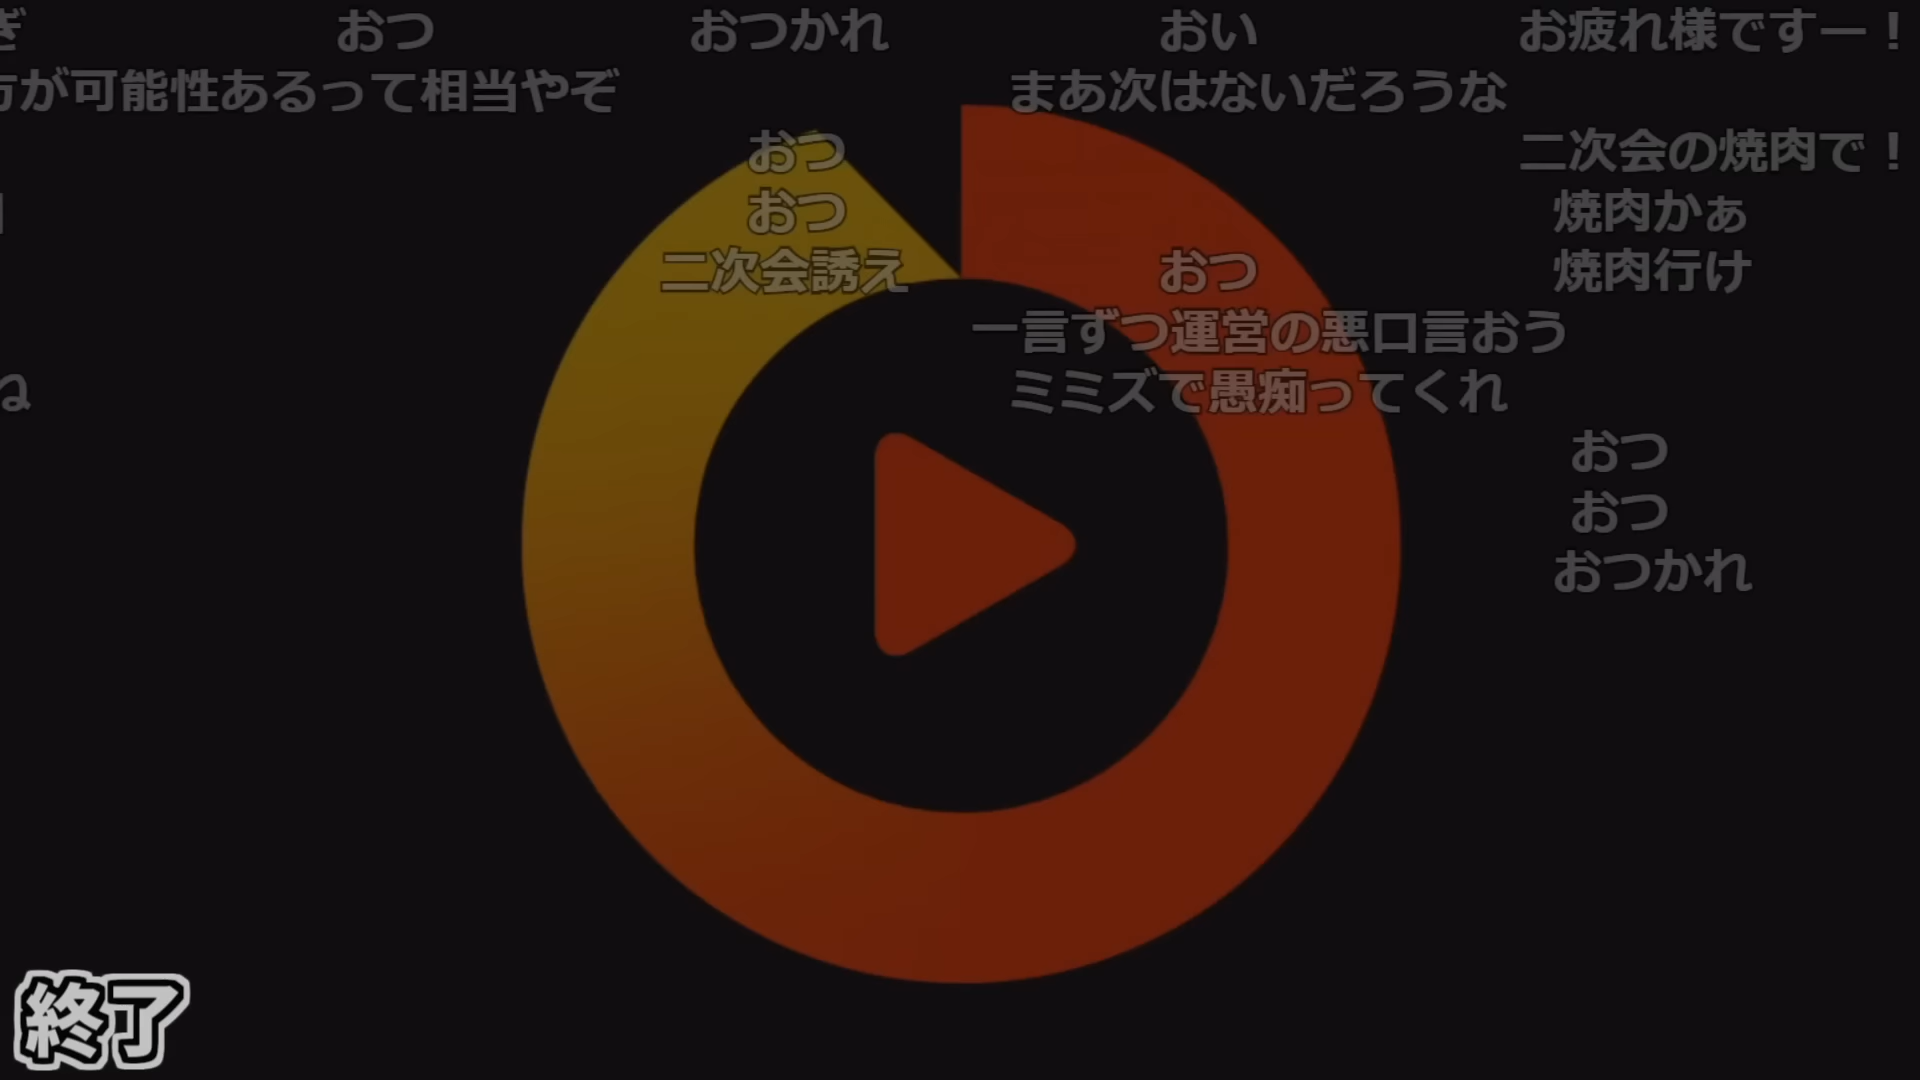 ぎ おつ おつかれ おい お疲れ様ですー！
が可能性あるって相当やぞ まあ次はないだろうな
おつ 二次会の焼肉で！
おつ 焼肉かぁ
二次会誘え おつ 焼肉行け
一言ずつ運営の悪口言おう
ね ミミズで愚痴ってくれ
おつ
おつ
おつかれ
終了